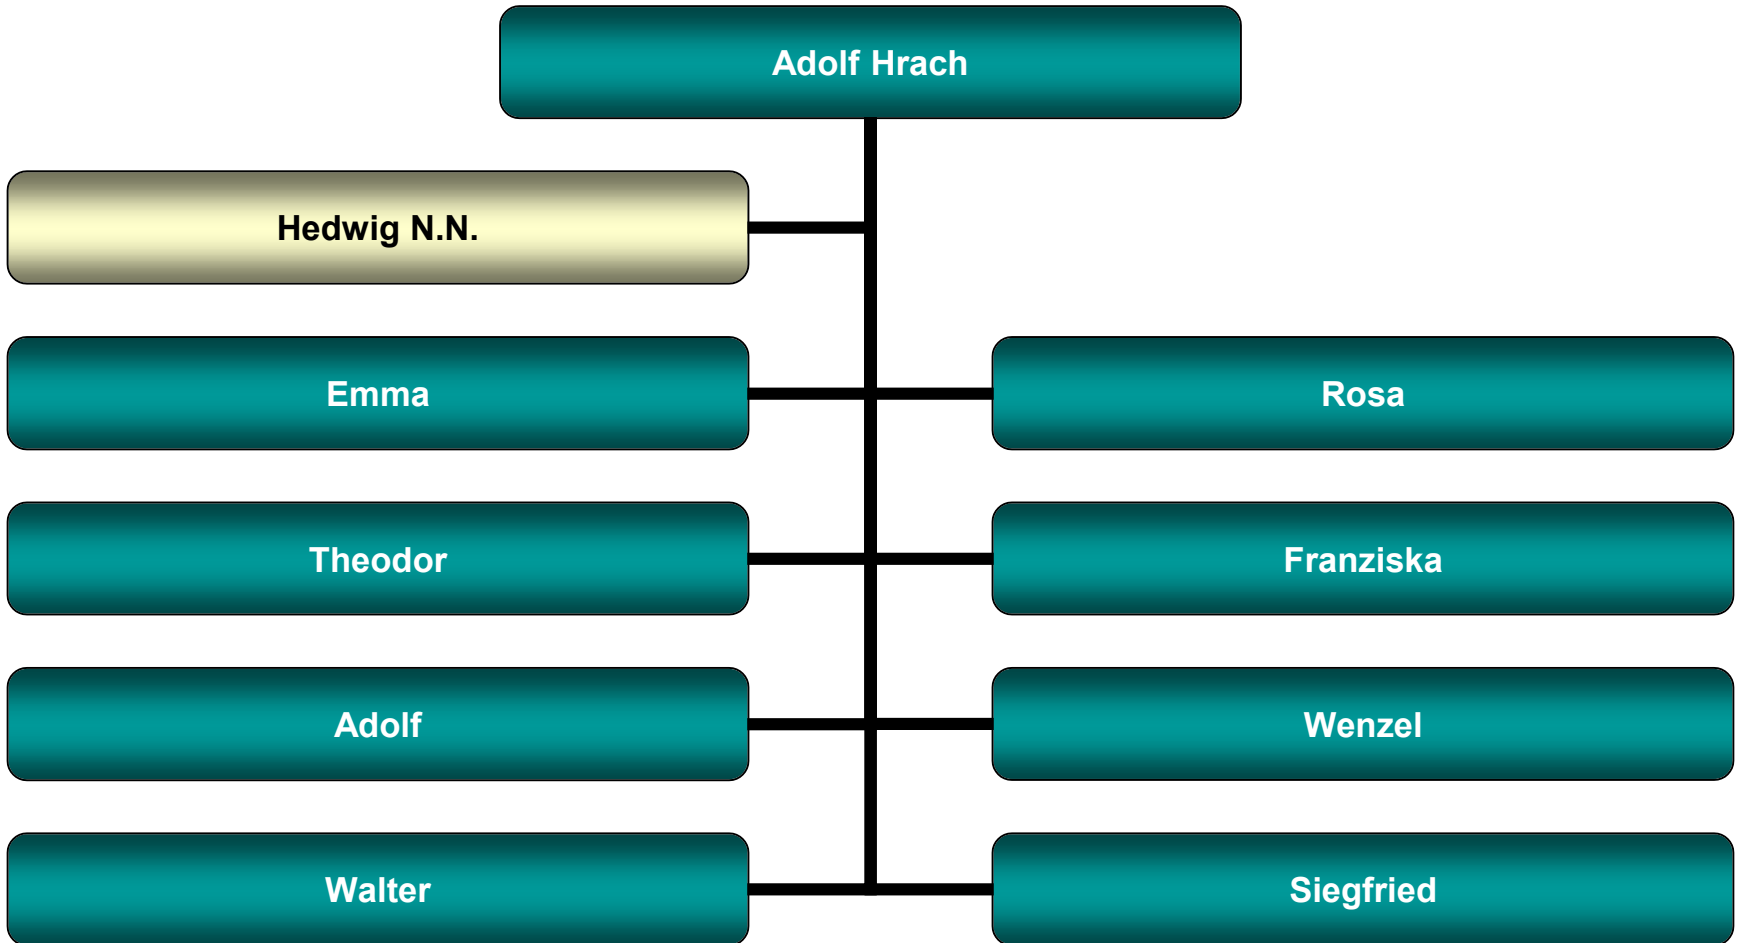 Adolf Hrach
Hedwig N.N.
Emma
Rosa
Theodor
Franziska
Adolf
Wenzel
Walter
Siegfried